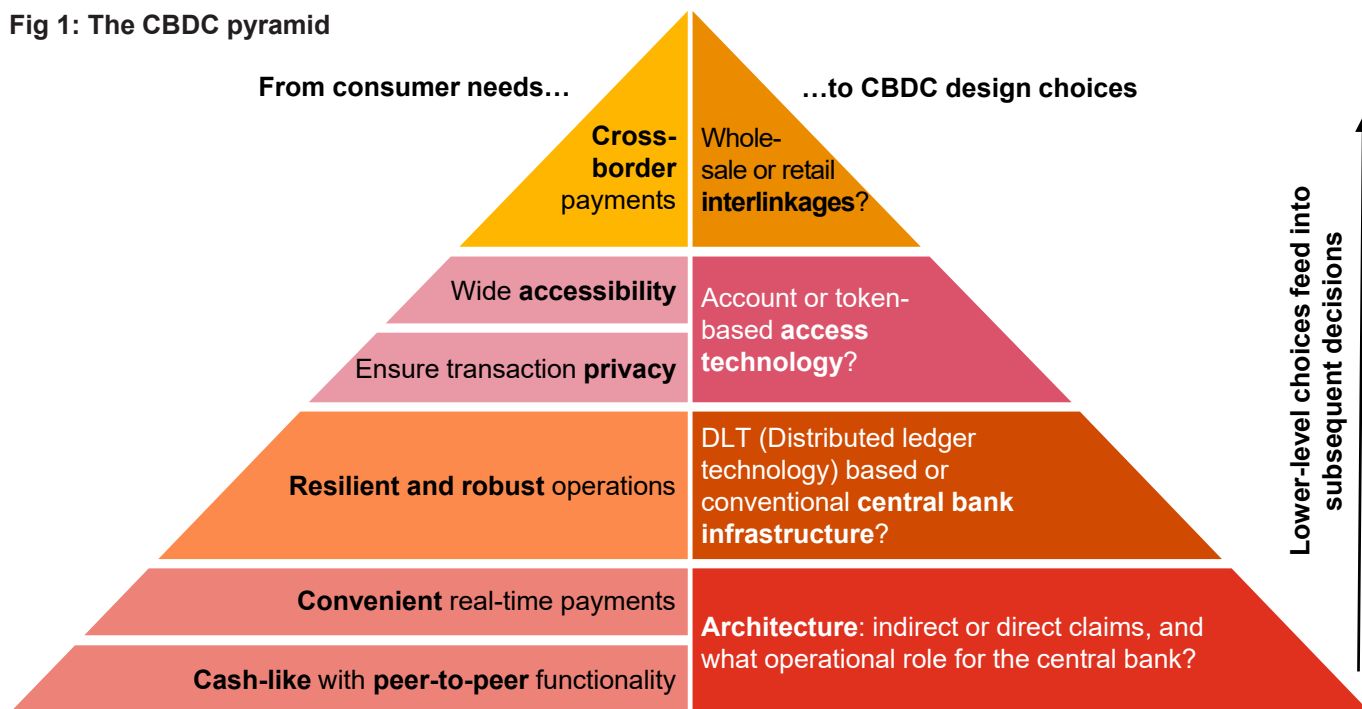 Fig 1: The CBDC pyramid
From consumer needs…
…to CBDC design choices
Cross-
border
payments
Whole-
sale or retail
interlinkages?
Wide accessibility
Ensure transaction privacy
Account or token-
based access
technology?
Resilient and robust operations
DLT (Distributed ledger
technology) based or
conventional central bank
infrastructure?
Convenient real-time payments
Cash-like with peer-to-peer functionality
Architecture: indirect or direct claims, and
what operational role for the central bank?
Lower-level choices feed into
subsequent decisions